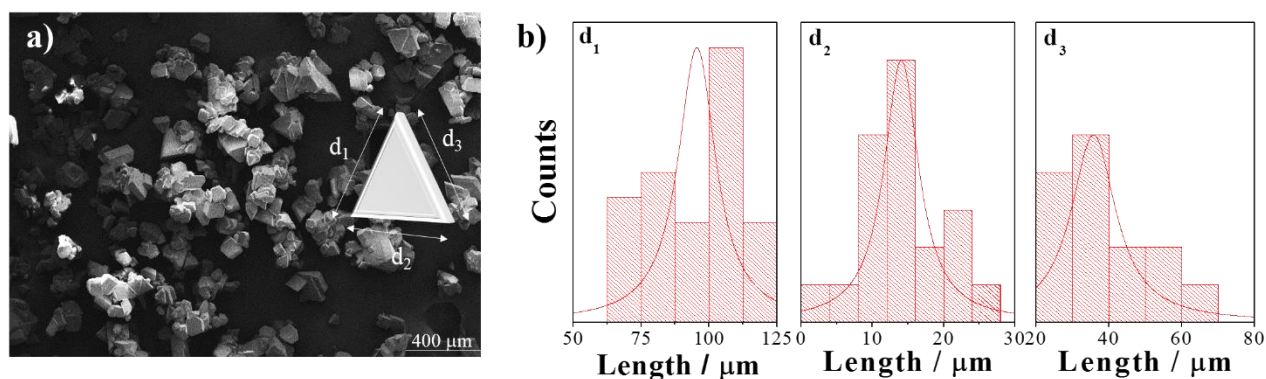 a)
d1
d3
d2
400 μm
b)
Counts
d1
50 75 100 125
Length / μm
d2
0 10 20 30
Length / μm
d3
20 40 60 80
Length / μm